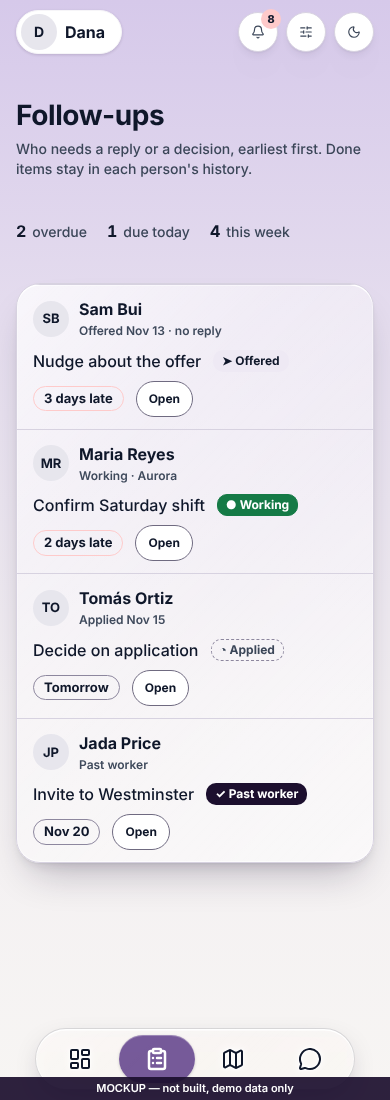 D Dana
8
Follow-ups
Who needs a reply or a decision, earliest first. Done
items stay in each person's history.
2 overdue 1 due today 4 this week
SB Sam Bui
Offered Nov 13 · no reply
Nudge about the offer ➤ Offered
3 days late Open
MR Maria Reyes
Working · Aurora
Confirm Saturday shift Working
2 days late Open
TO Tomás Ortiz
Applied Nov 15
Decide on application Applied
Tomorrow Open
JP Jada Price
Past worker
Invite to Westminster ✓ Past worker
Nov 20 Open
MOCKUP — not built, demo data only